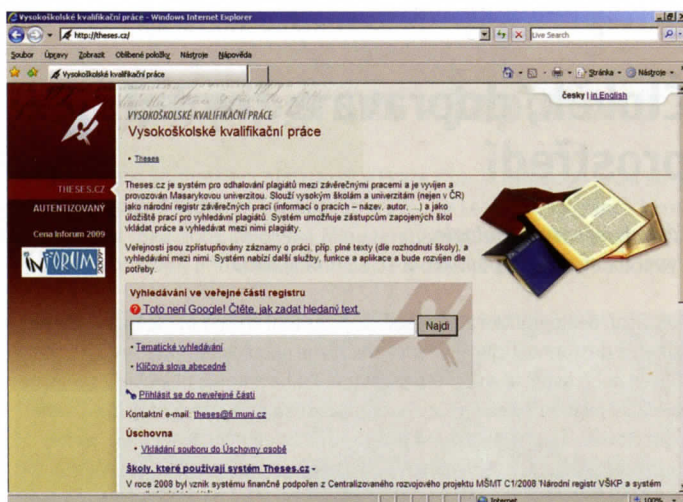 Vysokoškolské kvalifikační práce - Windows Internet Explorer
http://theses.cz/
Live Search
Soubor Úpravy Zobrazit Oblíbené položky Nástroje Nápověda
Vysokoškolské kvalifikační práce
Stránka Nástroje
česky | in English
VYSOKOŠKOLSKÉ KVALIFIKAČNÍ PRÁCE
Vysokoškolské kvalifikační práce
• Theses
THESES.CZ
AUTENTIZOVANÝ
Cena Inforum 2009
INFORUM 2009
Theses.cz je systém pro odhalování plagiátů mezi závěrečnými pracemi a je vyvíjen a
provozován Masarykovou univerzitou. Slouží vysokým školám a univerzitám (nejen v ČR)
jako národní registr závěrečných prací (informací o pracích – název, autor, ...) a jako
úložiště prací pro vyhledávání plagiátů. Systém umožňuje zástupcům zapojených škol
vkládat práce a vyhledávat mezi nimi plagiáty.
Veřejnosti jsou zpřístupňovány záznamy o práci, příp. plné texty (dle rozhodnutí školy), a
vyhledávání mezi nimi. Systém nabízí další služby, funkce a aplikace a bude rozvíjen dle
potřeby.
Vyhledávání ve veřejné části registru
Toto není Google! Čtěte, jak zadat hledaný text.
Najdi
• Tematické vyhledávání
• Klíčová slova abecedně
Přihlásit se do neveřejné části
Kontaktní e-mail: theses@fi.muni.cz
Úschovna
• Vkládání souboru do Úschovny osobě
Školy, které používají systém Theses.cz -
V roce 2008 byl vznik systému finančně podpořen z Centralizovaného rozvojového projektu MŠMT C1/2008 'Národní registr VŠKP a systém
Internet 100%